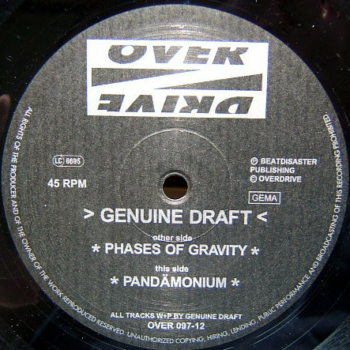 OVER
DRIVE
LC 6695
45 RPM
Ⓟ BEATDISASTER
PUBLISHING
© OVERDRIVE
GEMA
> GENUINE DRAFT <
other side
* PHASES OF GRAVITY *
this side
* PANDÄMONIUM *
ALL TRACKS W+P BY GENUINE DRAFT
OVER 097-12
ALL RIGHTS OF THE PRODUCER AND OF THE OWNER OF THE WORK REPRODUCED RESERVED. UNAUTHORIZED COPYING, HIRING, LENDING, PUBLIC PERFORMANCE AND BROADCASTING OF THIS RECORDING PROHIBITED.